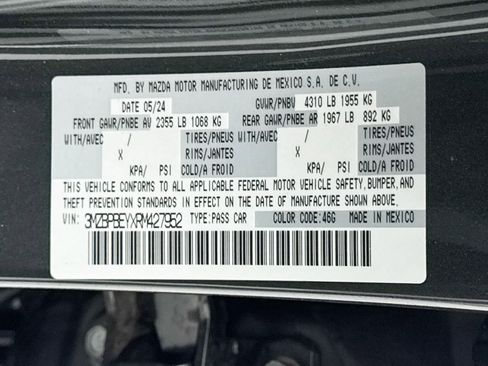 MFD. BY MAZDA MOTOR MANUFACTURING DE MEXICO S.A. DE C.V.
DATE 05/24 GVWR/PNBV 4310 LB 1955 KG
FRONT GAWR/PNBE AV 2355 LB 1068 KG REAR GAWR/PNBE AR 1967 LB 892 KG
WITH/AVEC / TIRES/PNEUS WITH/AVEC / TIRES/PNEUS
X RIMS/JANTES X RIMS/JANTES
KPA/ PSI COLD/A FROID KPA/ PSI COLD/A FROID
THIS VEHICLE CONFORMS TO ALL APPLICABLE FEDERAL MOTOR VEHICLE SAFETY, BUMPER, AND
THEFT PREVENTION STANDARDS IN EFFECT ON THE DATE OF MANUFACTURE SHOWN ABOVE.
VIN: 3MZBPBEYXRM427952 TYPE: PASS CAR COLOR CODE: 46G MADE IN MEXICO